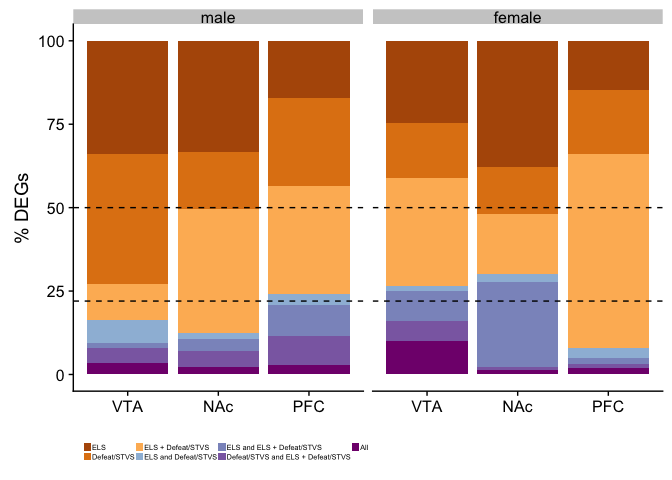 male female
100
75
50
25
0
% DEGs
VTA NAc PFC VTA NAc PFC
ELS ELS + Defeat/STVS ELS and ELS + Defeat/STVS All
Defeat/STVS ELS and Defeat/STVS Defeat/STVS and ELS + Defeat/STVS